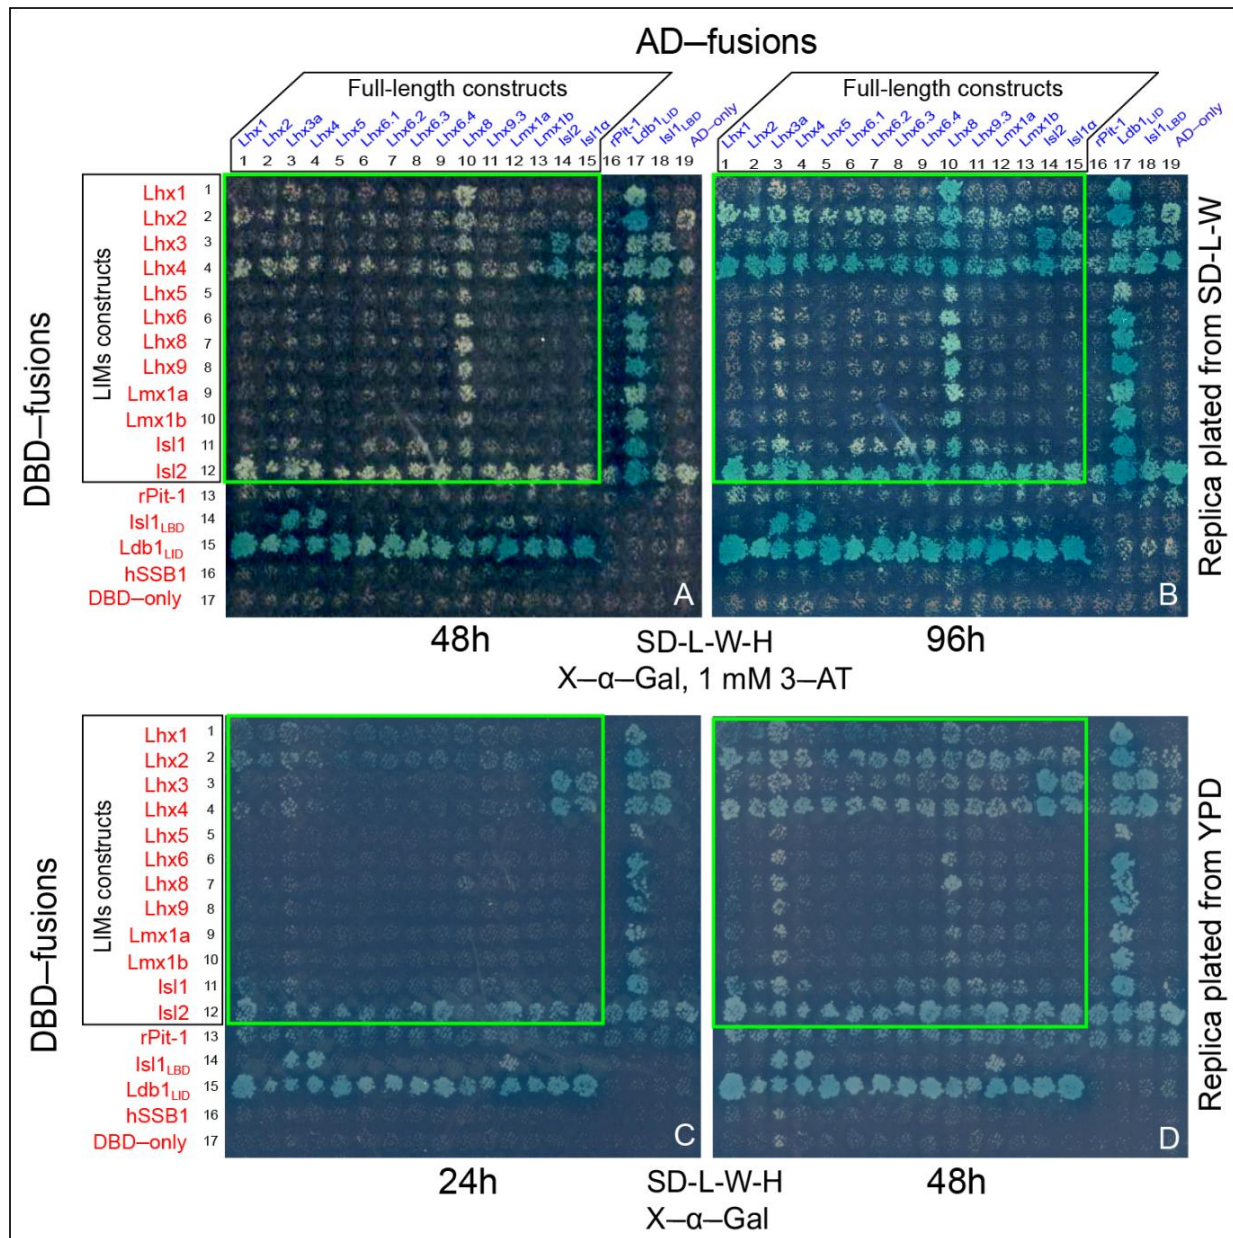 AD–fusions
Full-length constructs
Full-length constructs
Lhx1 Lhx2 Lhx3a Lhx4 Lhx5 Lhx6.1 Lhx6.2 Lhx6.3 Lhx6.4 Lhx8 Lhx9.3 Lmx1a Lmx1b Isl2 Isl1α rPit-1 Ldb1LID Isl1LBD AD–only
Lhx1 Lhx2 Lhx3a Lhx4 Lhx5 Lhx6.1 Lhx6.2 Lhx6.3 Lhx6.4 Lhx8 Lhx9.3 Lmx1a Lmx1b Isl2 Isl1α rPit-1 Ldb1LID Isl1LBD AD–only
1 2 3 4 5 6 7 8 9 10 11 12 13 14 15 16 17 18 19
1 2 3 4 5 6 7 8 9 10 11 12 13 14 15 16 17 18 19
DBD–fusions
LIMs constructs
Lhx1 1
Lhx2 2
Lhx3 3
Lhx4 4
Lhx5 5
Lhx6 6
Lhx8 7
Lhx9 8
Lmx1a 9
Lmx1b 10
Isl1 11
Isl2 12
rPit-1 13
Isl1LBD 14
Ldb1LID 15
hSSB1 16
DBD–only 17
A
B
Replica plated from SD-L-W
48h
SD-L-W-H
96h
X–α–Gal, 1 mM 3–AT
DBD–fusions
LIMs constructs
Lhx1 1
Lhx2 2
Lhx3 3
Lhx4 4
Lhx5 5
Lhx6 6
Lhx8 7
Lhx9 8
Lmx1a 9
Lmx1b 10
Isl1 11
Isl2 12
rPit-1 13
Isl1LBD 14
Ldb1LID 15
hSSB1 16
DBD–only 17
C
D
Replica plated from YPD
24h
SD-L-W-H
48h
X–α–Gal